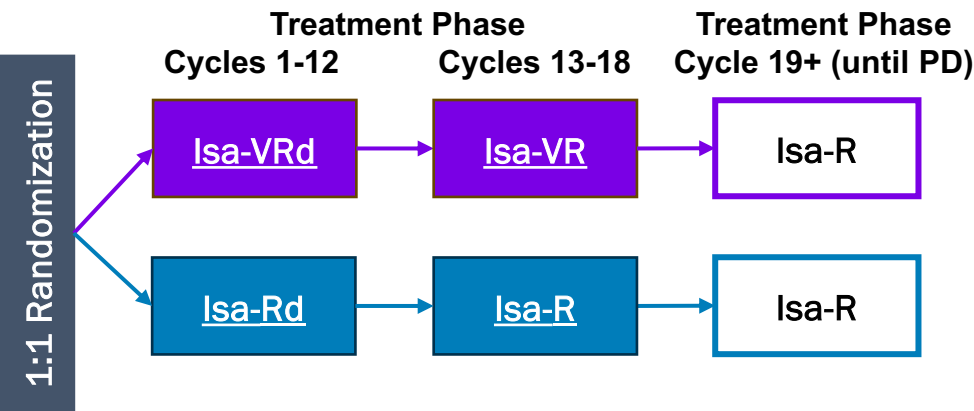 Treatment Phase
Cycles 1-12
Cycles 13-18
Treatment Phase
Cycle 19+ (until PD)
1:1 Randomization
Isa-VRd
Isa-VR
Isa-R
Isa-Rd
Isa-R
Isa-R